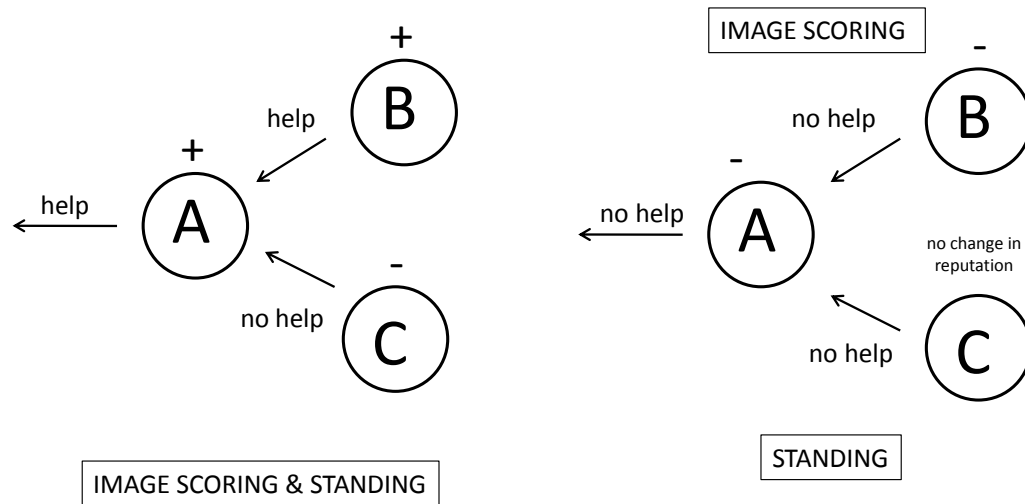 +
B
help
+
help
A
-
no help
C
IMAGE SCORING & STANDING
IMAGE SCORING
-
B
no help
-
no help
A
no change in
reputation
no help
C
STANDING